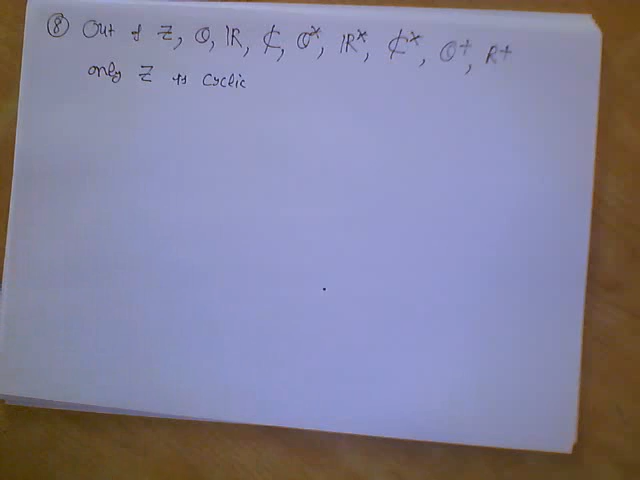 ⑧ Out of Z, Q, ℝ, ₵, Q*, ℝ*, ₵*, Q+, R+
only Z is cyclic